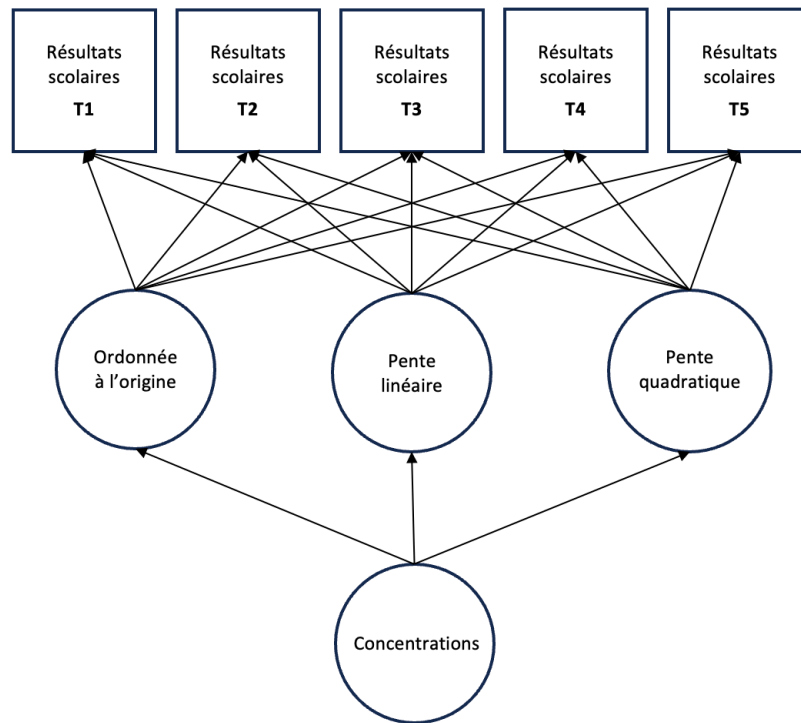 Résultats
scolaires
T1
Résultats
scolaires
T2
Résultats
scolaires
T3
Résultats
scolaires
T4
Résultats
scolaires
T5
Ordonnée
à l’origine
Pente
linéaire
Pente
quadratique
Concentrations